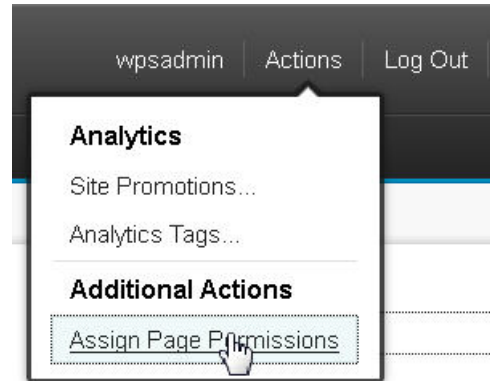 wpsadmin Actions Log Out
Analytics
Site Promotions...
Analytics Tags...
Additional Actions
Assign Page Permissions